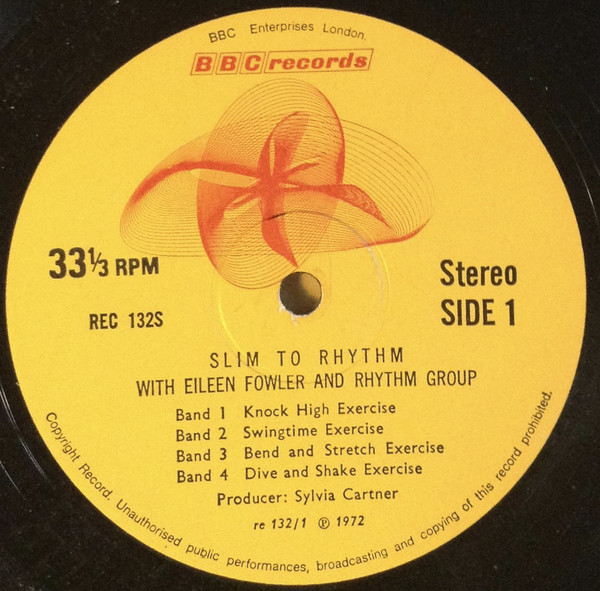 BBC Enterprises London.
BBC records
33⅓ RPM
Stereo
REC 132S
SIDE 1
SLIM TO RHYTHM
WITH EILEEN FOWLER AND RHYTHM GROUP
Band 1 Knock High Exercise
Band 2 Swingtime Exercise
Band 3 Bend and Stretch Exercise
Band 4 Dive and Shake Exercise
Producer: Sylvia Cartner
re 132/1 ℗ 1972
Copyright Record. Unauthorised public performances, broadcasting and copying of this record prohibited.